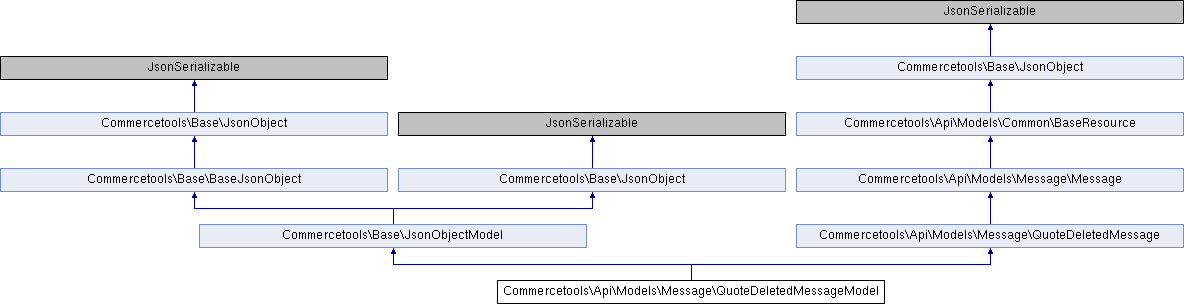 JsonSerializable
JsonSerializable
Commercetools\Base\JsonObject
Commercetools\Base\JsonObject
JsonSerializable
Commercetools\Api\Models\Common\BaseResource
Commercetools\Base\BaseJsonObject
Commercetools\Base\JsonObject
Commercetools\Api\Models\Message\Message
Commercetools\Base\JsonObjectModel
Commercetools\Api\Models\Message\QuoteDeletedMessage
Commercetools\Api\Models\Message\QuoteDeletedMessageModel